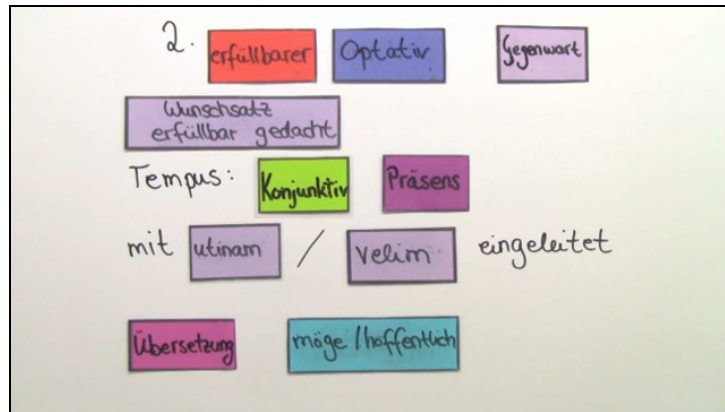 2. erfüllbarer Optativ Gegenwart
Wunschsatz
erfüllbar gedacht
Tempus: Konjunktiv Präsens
mit utinam / velim eingeleitet
Übersetzung möge / hoffentlich